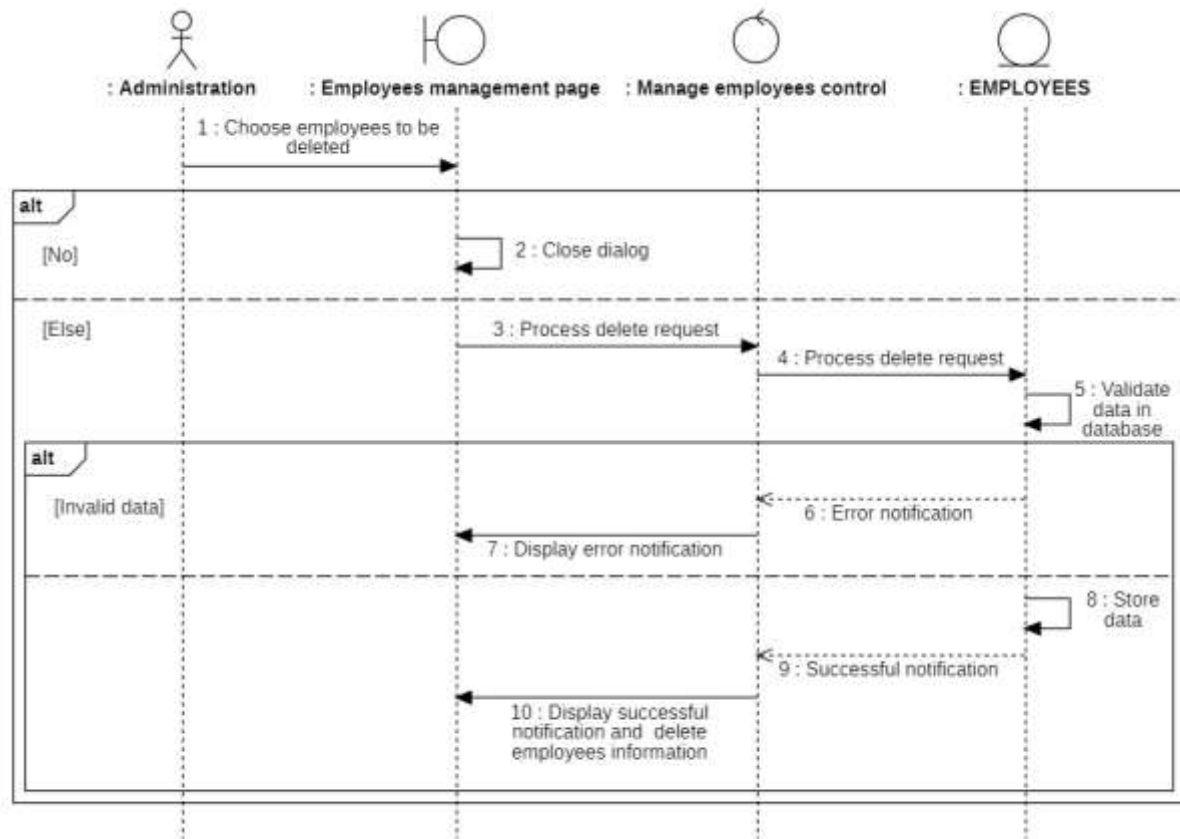 : Administration
: Employees management page
: Manage employees control
: EMPLOYEES
1 : Choose employees to be
deleted
alt
[No]
2 : Close dialog
[Else]
3 : Process delete request
4 : Process delete request
5 : Validate
data in
database
alt
[Invalid data]
6 : Error notification
7 : Display error notification
8 : Store
data
9 : Successful notification
10 : Display successful
notification and delete
employees information